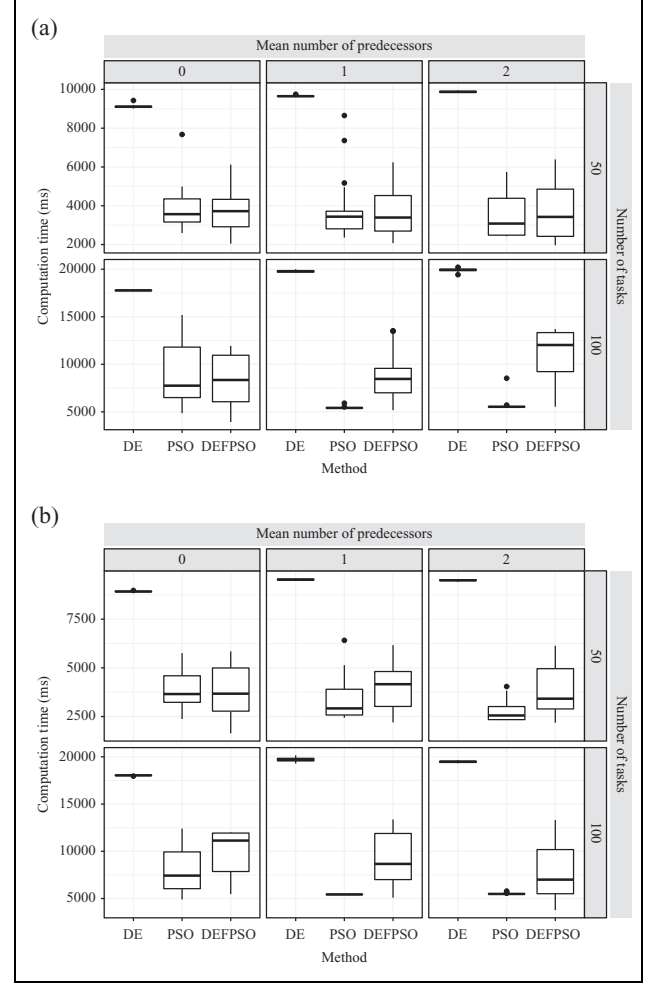 (a)
Mean number of predecessors
0 1 2
10000
8000
6000
4000
2000
50
20000
15000
10000
5000
100
Computation time (ms)
Number of tasks
DE PSO DEFPSO DE PSO DEFPSO DE PSO DEFPSO
Method
(b)
Mean number of predecessors
0 1 2
7500
5000
2500
50
20000
15000
10000
5000
100
Computation time (ms)
Number of tasks
DE PSO DEFPSO DE PSO DEFPSO DE PSO DEFPSO
Method